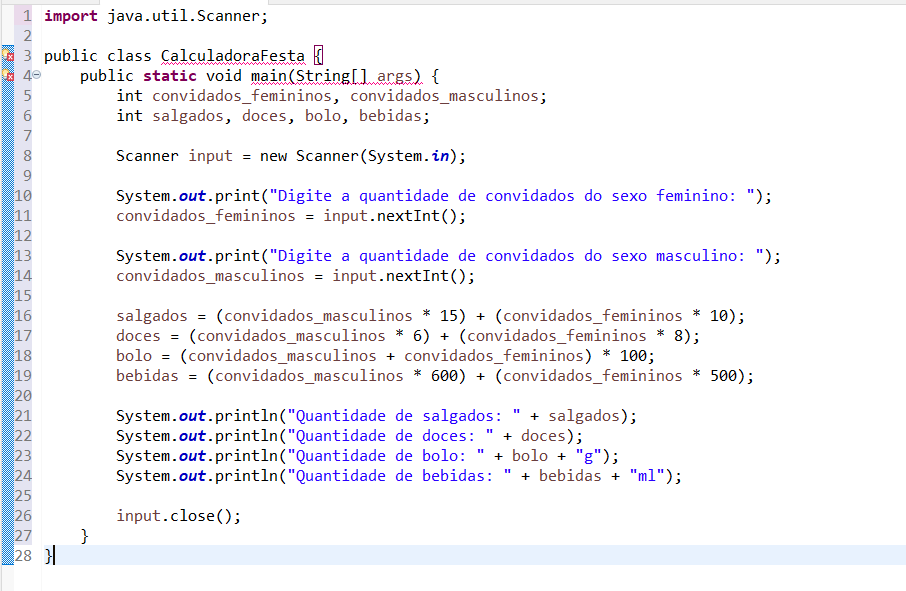 1 import java.util.Scanner;
2
3 public class CalculadoraFesta {
4 public static void main(String[] args) {
5 int convidados_femininos, convidados_masculinos;
6 int salgados, doces, bolo, bebidas;
7
8 Scanner input = new Scanner(System.in);
9
10 System.out.print("Digite a quantidade de convidados do sexo feminino: ");
11 convidados_femininos = input.nextInt();
12
13 System.out.print("Digite a quantidade de convidados do sexo masculino: ");
14 convidados_masculinos = input.nextInt();
15
16 salgados = (convidados_masculinos * 15) + (convidados_femininos * 10);
17 doces = (convidados_masculinos * 6) + (convidados_femininos * 8);
18 bolo = (convidados_masculinos + convidados_femininos) * 100;
19 bebidas = (convidados_masculinos * 600) + (convidados_femininos * 500);
20
21 System.out.println("Quantidade de salgados: " + salgados);
22 System.out.println("Quantidade de doces: " + doces);
23 System.out.println("Quantidade de bolo: " + bolo + "g");
24 System.out.println("Quantidade de bebidas: " + bebidas + "ml");
25
26 input.close();
27 }
28 }